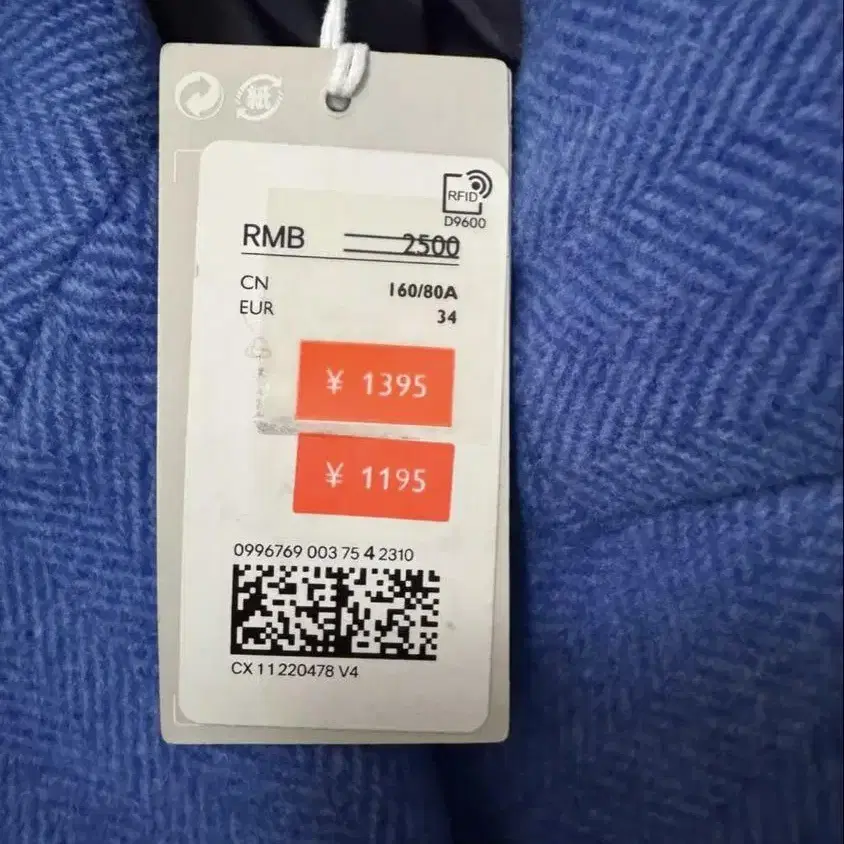 紙
RFID
D9600
RMB 2500
CN 160/80A
EUR 34
¥ 1395
¥ 1195
0996769 003 75 4 2310
CX 11220478 V4